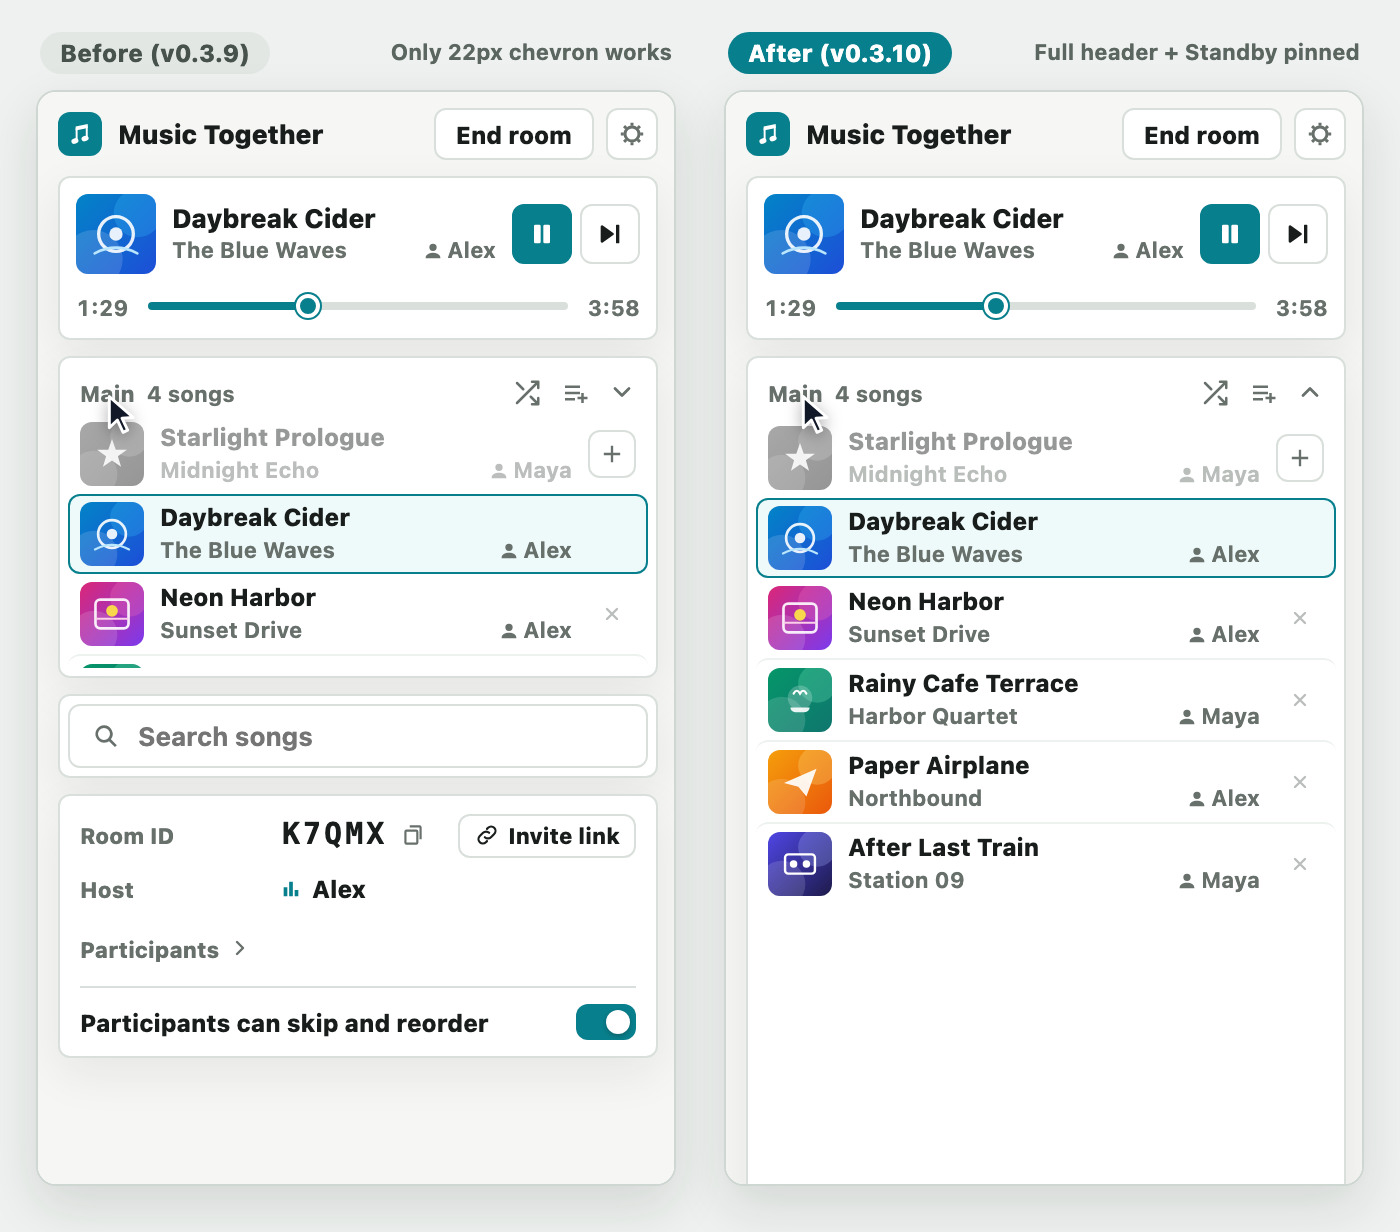 Before (v0.3.9)
Only 22px chevron works
Music Together
End room
Daybreak Cider
The Blue Waves
Alex
1:29
3:58
Main 4 songs
Starlight Prologue
Midnight Echo
Maya
Daybreak Cider
The Blue Waves
Alex
Neon Harbor
Sunset Drive
Alex
Search songs
Room ID
K7QMX
Invite link
Host
Alex
Participants
Participants can skip and reorder
After (v0.3.10)
Full header + Standby pinned
Music Together
End room
Daybreak Cider
The Blue Waves
Alex
1:29
3:58
Main 4 songs
Starlight Prologue
Midnight Echo
Maya
Daybreak Cider
The Blue Waves
Alex
Neon Harbor
Sunset Drive
Alex
Rainy Cafe Terrace
Harbor Quartet
Maya
Paper Airplane
Northbound
Alex
After Last Train
Station 09
Maya